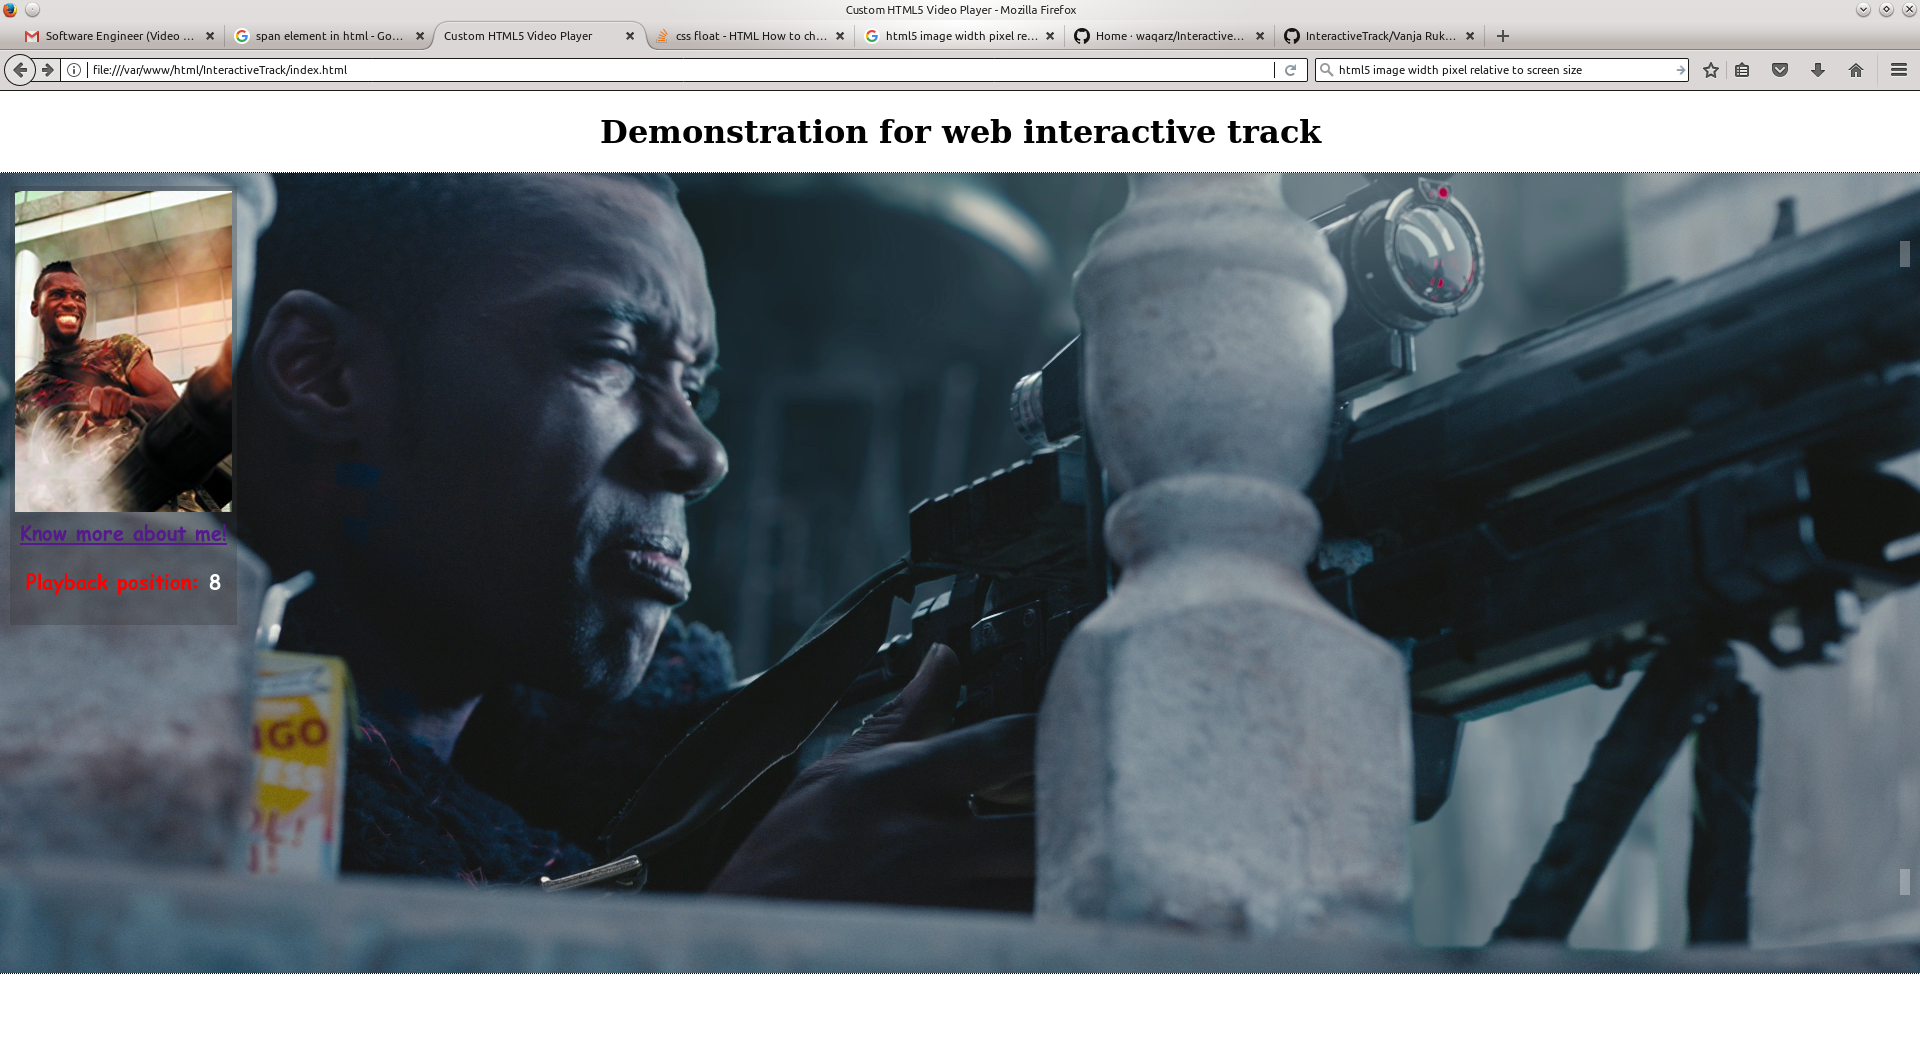 Custom HTML5 Video Player - Mozilla Firefox
Software Engineer (Video ...
span element in html - Go...
Custom HTML5 Video Player
css float - HTML How to ch...
html5 image width pixel re...
Home · waqarz/Interactive...
InteractiveTrack/Vanja Ruk...
file:///var/www/html/InteractiveTrack/index.html
html5 image width pixel relative to screen size
Demonstration for web interactive track
Know more about me!
Playback position: 8